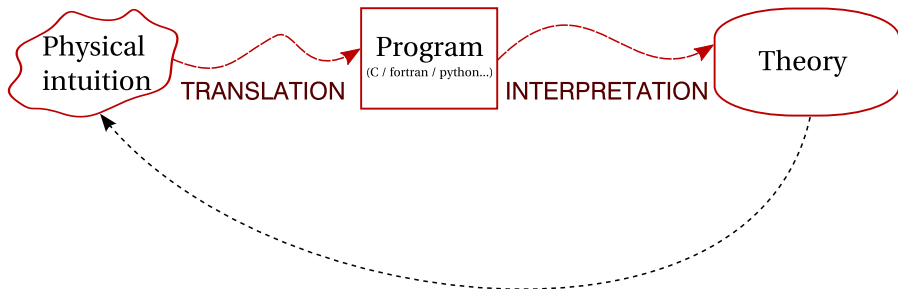 Physical
intuition
TRANSLATION
Program
(C / fortran / python...)
INTERPRETATION
Theory